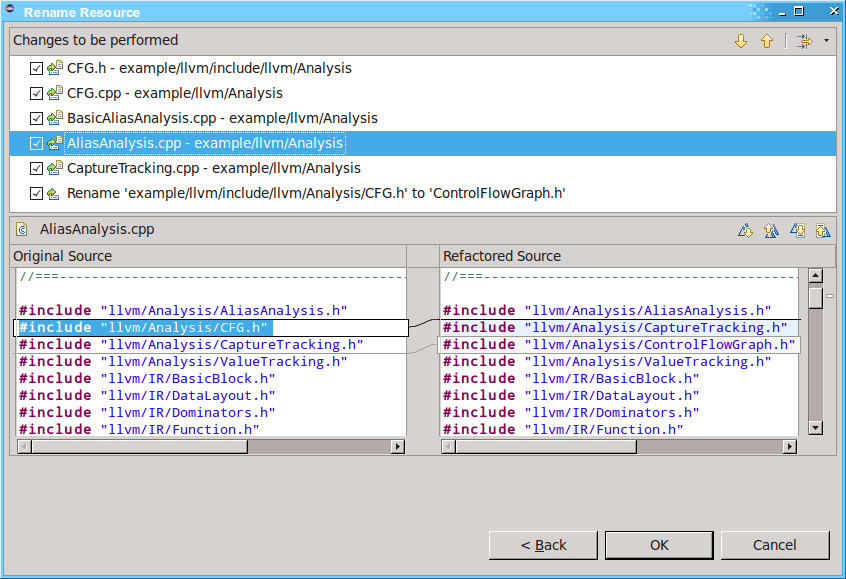 Rename Resource
Changes to be performed
CFG.h - example/llvm/include/llvm/Analysis
CFG.cpp - example/llvm/Analysis
BasicAliasAnalysis.cpp - example/llvm/Analysis
AliasAnalysis.cpp - example/llvm/Analysis
CaptureTracking.cpp - example/llvm/Analysis
Rename 'example/llvm/include/llvm/Analysis/CFG.h' to 'ControlFlowGraph.h'
AliasAnalysis.cpp
Original Source
//===------------------------------------------
#include "llvm/Analysis/AliasAnalysis.h"
#include "llvm/Analysis/CFG.h"
#include "llvm/Analysis/CaptureTracking.h"
#include "llvm/Analysis/ValueTracking.h"
#include "llvm/IR/BasicBlock.h"
#include "llvm/IR/DataLayout.h"
#include "llvm/IR/Dominators.h"
#include "llvm/IR/Function.h"
Refactored Source
//===---------------------------------------
#include "llvm/Analysis/AliasAnalysis.h"
#include "llvm/Analysis/CaptureTracking.h"
#include "llvm/Analysis/ControlFlowGraph.h"
#include "llvm/Analysis/ValueTracking.h"
#include "llvm/IR/BasicBlock.h"
#include "llvm/IR/DataLayout.h"
#include "llvm/IR/Dominators.h"
#include "llvm/IR/Function.h"
< Back
OK
Cancel